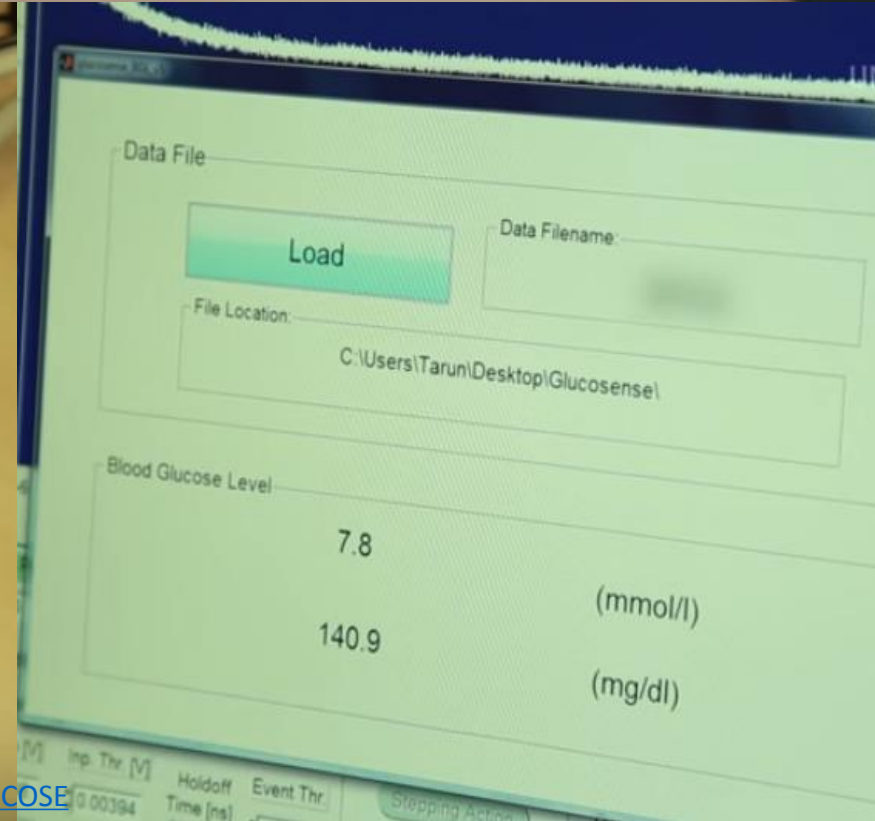 Data File
Load
Data Filename:
File Location:
C:\Users\Tarun\Desktop\Glucosense\
Blood Glucose Level
7.8
(mmol/l)
140.9
(mg/dl)
Inp. Thr. [V]
Holdoff
Time [ns]
Event Thr.
0.00394
Stepping Action
COSE